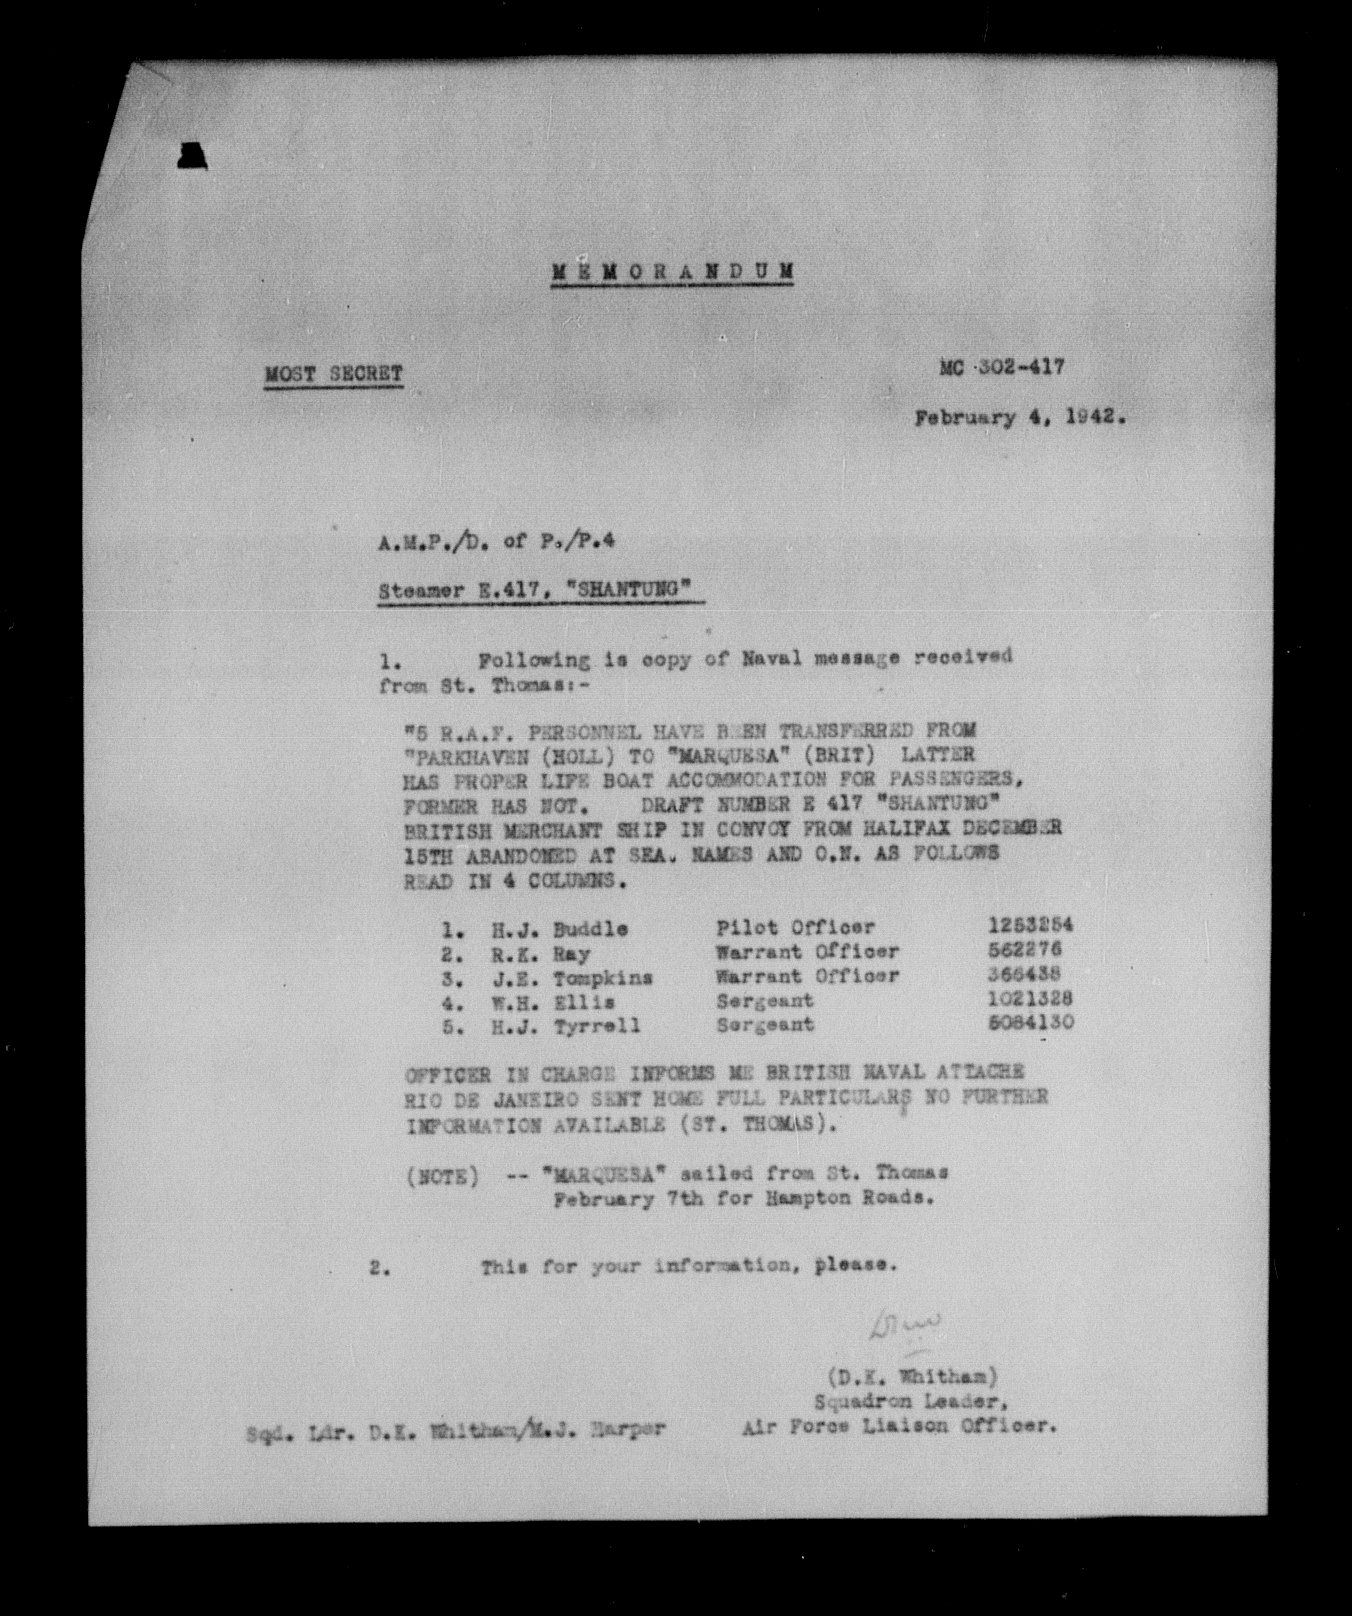 MEMORANDUM
MOST SECRET
MC 302-417
February 4, 1942.
A.M.P./D. of P./P.4
Steamer E.417, "SHANTUNG"
1. Following is copy of Naval message received
from St. Thomas:-
"5 R.A.F. PERSONNEL HAVE BEEN TRANSFERRED FROM
"PARKHAVEN (HOLL) TO "MARQUESA" (BRIT) LATTER
HAS PROPER LIFE BOAT ACCOMMODATION FOR PASSENGERS,
FORMER HAS NOT. DRAFT NUMBER E 417 "SHANTUNG"
BRITISH MERCHANT SHIP IN CONVOY FROM HALIFAX DECEMBER
15TH ABANDONED AT SEA. NAMES AND O.N. AS FOLLOWS
READ IN 4 COLUMNS.
1. H.J. Buddle Pilot Officer 1253254
2. R.K. Ray Warrant Officer 562276
3. J.E. Tompkins Warrant Officer 366438
4. W.H. Ellis Sergeant 1021328
5. H.J. Tyrrell Sergeant 5084130
OFFICER IN CHARGE INFORMS ME BRITISH NAVAL ATTACHE
RIO DE JANEIRO SENT HOME FULL PARTICULARS NO FURTHER
INFORMATION AVAILABLE (ST. THOMAS).
(NOTE) -- "MARQUESA" sailed from St. Thomas
February 7th for Hampton Roads.
2. This for your information, please.
(D.K. Whitham)
Squadron Leader,
Air Force Liaison Officer.
Sqd. Ldr. D.K. Whitham/M.J. Harper